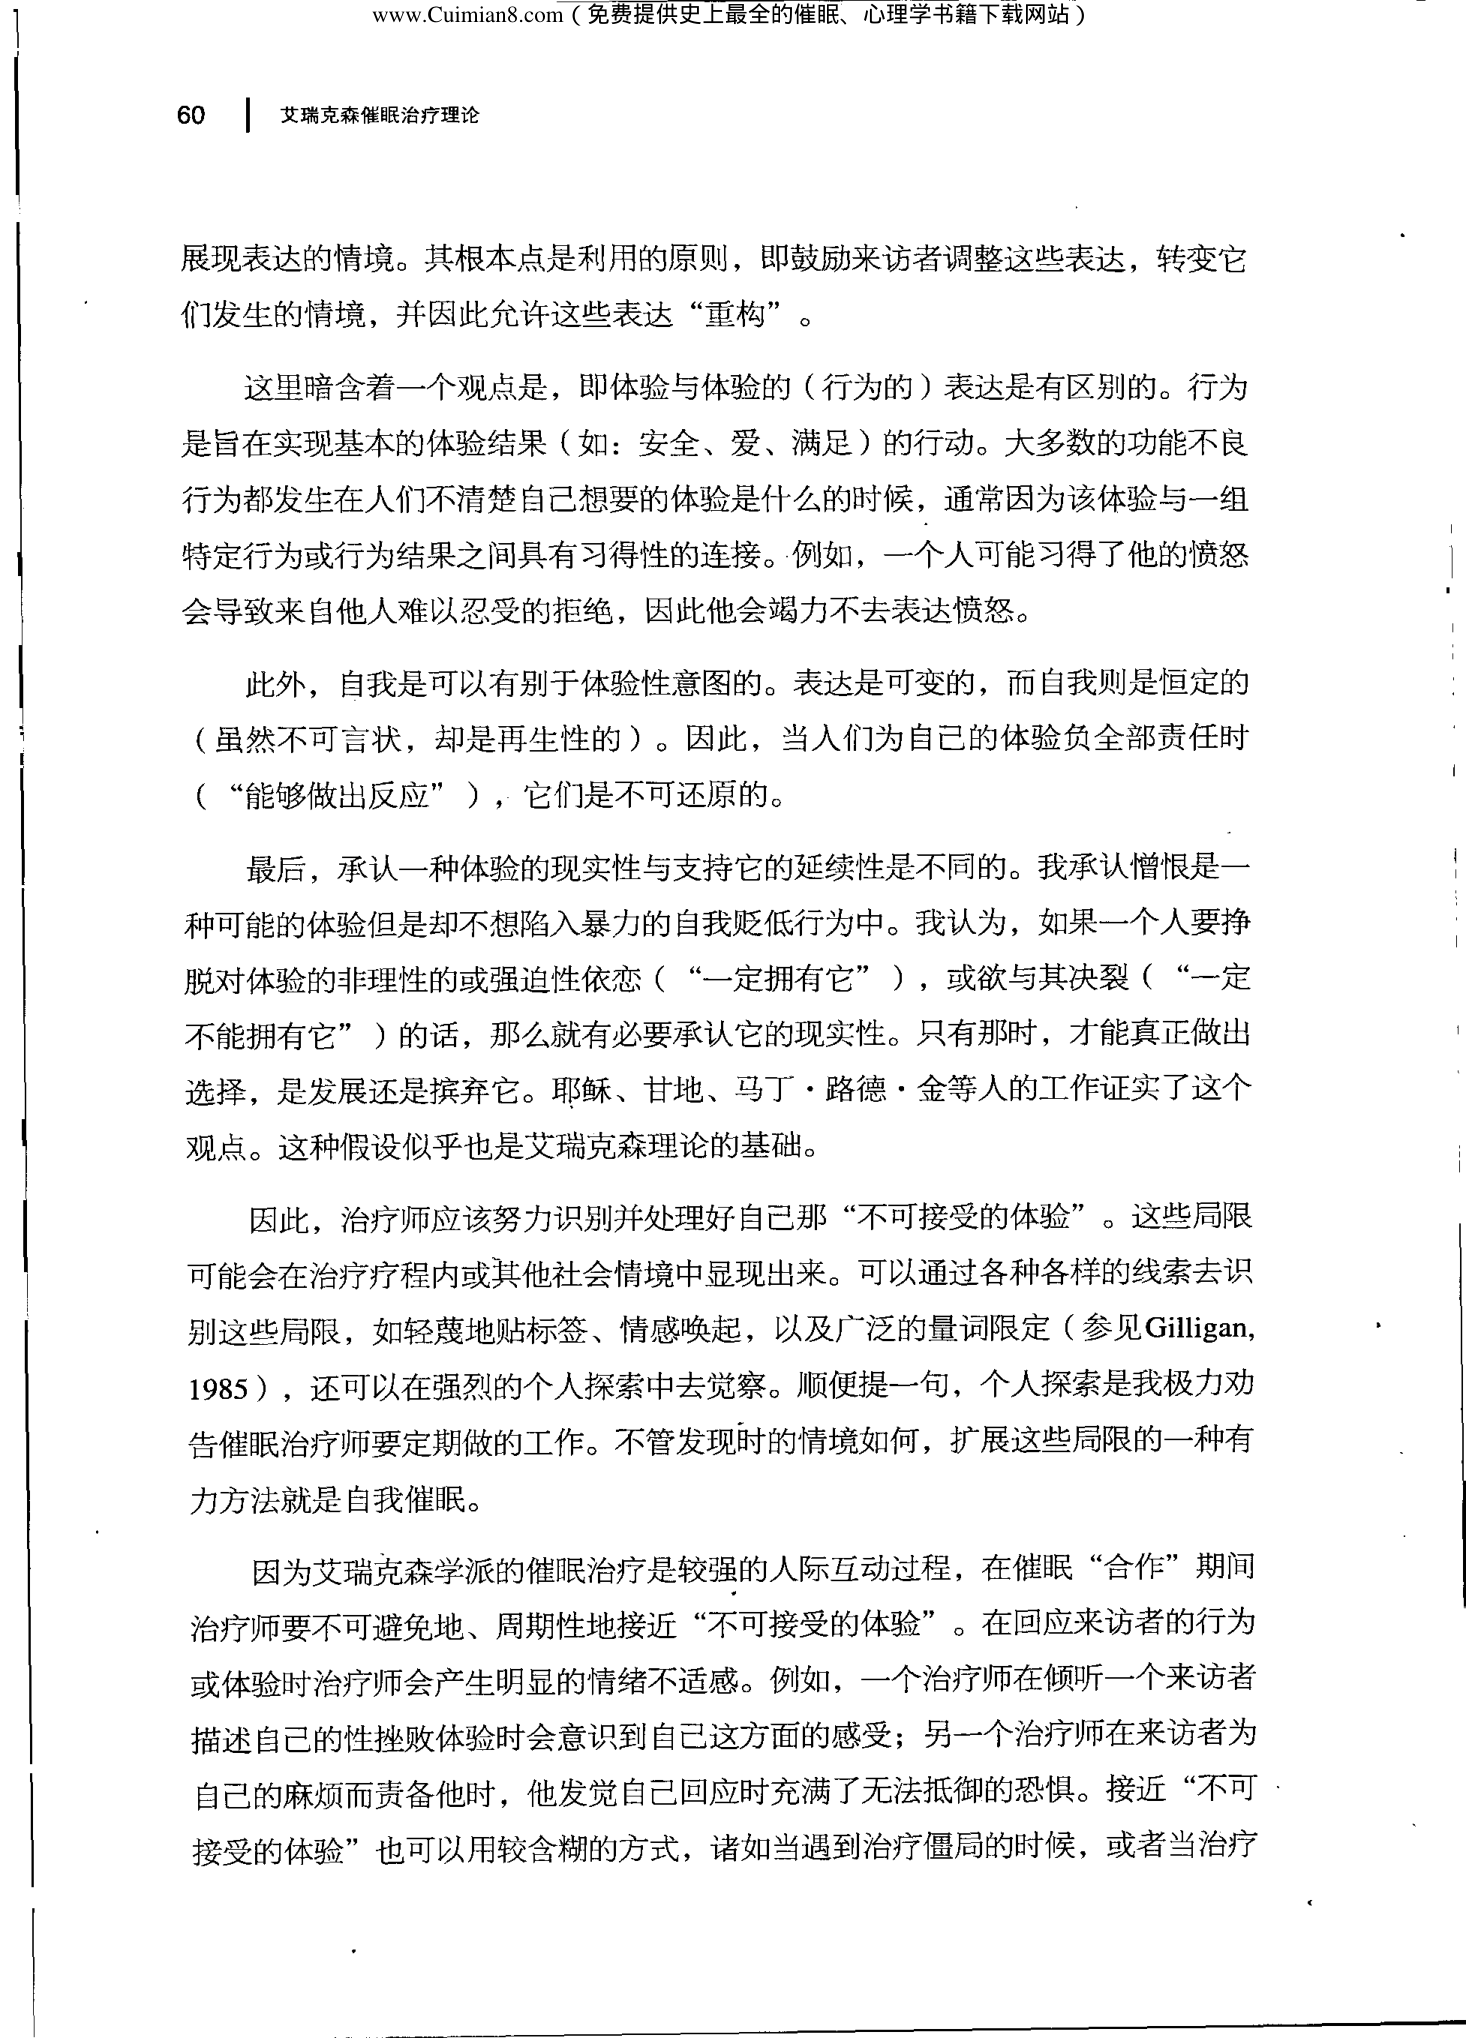 www.Cuimian8.com（免费提供史上最全的催眠、心理学书籍下载网站）
60 艾瑞克森催眠治疗理论
展现表达的情境。其根本点是利用的原则，即鼓励来访者调整这些表达，转变它
们发生的情境，并因此允许这些表达“重构”。
这里暗含着一个观点是，即体验与体验的（行为的）表达是有区别的。行为
是旨在实现基本的体验结果（如：安全、爱、满足）的行动。大多数的功能不良
行为都发生在人们不清楚自己想要的体验是什么的时候，通常因为该体验与一组
特定行为或行为结果之间具有习得性的连接。例如，一个人可能习得了他的愤怒
会导致来自他人难以忍受的拒绝，因此他会竭力不去表达愤怒。
此外，自我是可以有别于体验性意图的。表达是可变的，而自我则是恒定的
（虽然不可言状，却是再生性的）。因此，当人们为自己的体验负全部责任时
（“能够做出反应”），它们是不可还原的。
最后，承认一种体验的现实性与支持它的延续性是不同的。我承认憎恨是一
种可能的体验但是却不想陷入暴力的自我贬低行为中。我认为，如果一个人要挣
脱对体验的非理性的或强迫性依恋（“一定拥有它”），或欲与其决裂（“一定
不能拥有它”）的话，那么就有必要承认它的现实性。只有那时，才能真正做出
选择，是发展还是摈弃它。耶稣、甘地、马丁·路德·金等人的工作证实了这个
观点。这种假设似乎也是艾瑞克森理论的基础。
因此，治疗师应该努力识别并处理好自己那“不可接受的体验”。这些局限
可能会在治疗疗程内或其他社会情境中显现出来。可以通过各种各样的线索去识
别这些局限，如轻蔑地贴标签、情感唤起，以及广泛的量词限定（参见Gilligan,
1985），还可以在强烈的个人探索中去觉察。顺便提一句，个人探索是我极力劝
告催眠治疗师要定期做的工作。不管发现时的情境如何，扩展这些局限的一种有
力方法就是自我催眠。
因为艾瑞克森学派的催眠治疗是较强的人际互动过程，在催眠“合作”期间
治疗师要不可避免地、周期性地接近“不可接受的体验”。在回应来访者的行为
或体验时治疗师会产生明显的情绪不适感。例如，一个治疗师在倾听一个来访者
描述自己的性挫败体验时会意识到自己这方面的感受；另一个治疗师在来访者为
自己的麻烦而责备他时，他发觉自己回应时充满了无法抵御的恐惧。接近“不可
接受的体验”也可以用较含糊的方式，诸如当遇到治疗僵局的时候，或者当治疗